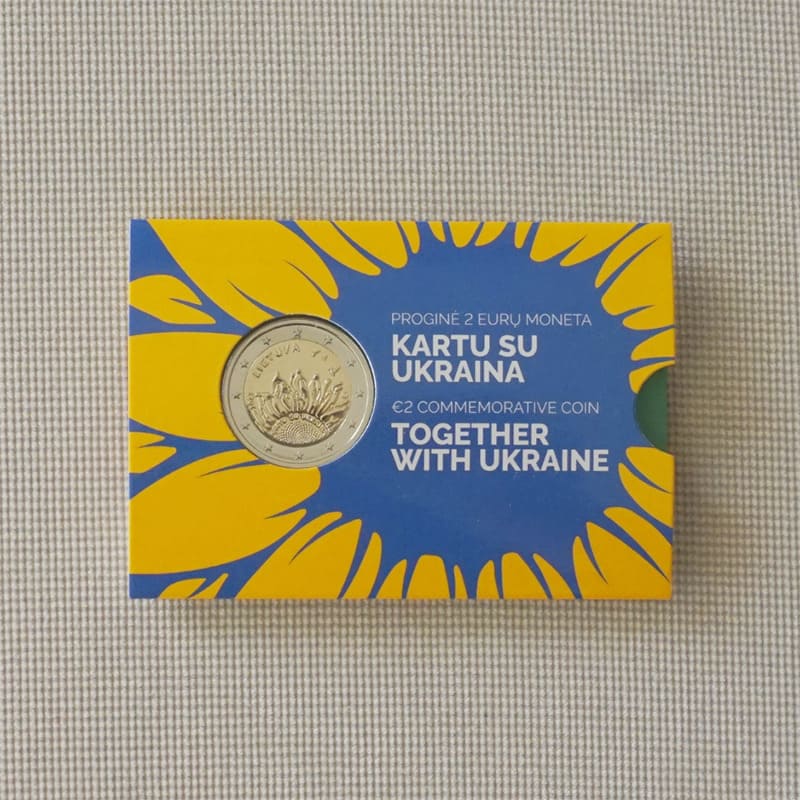 PROGINĖ 2 EURŲ MONETA
KARTU SU
UKRAINA
€2 COMMEMORATIVE COIN
TOGETHER
WITH UKRAINE
LIETUVA